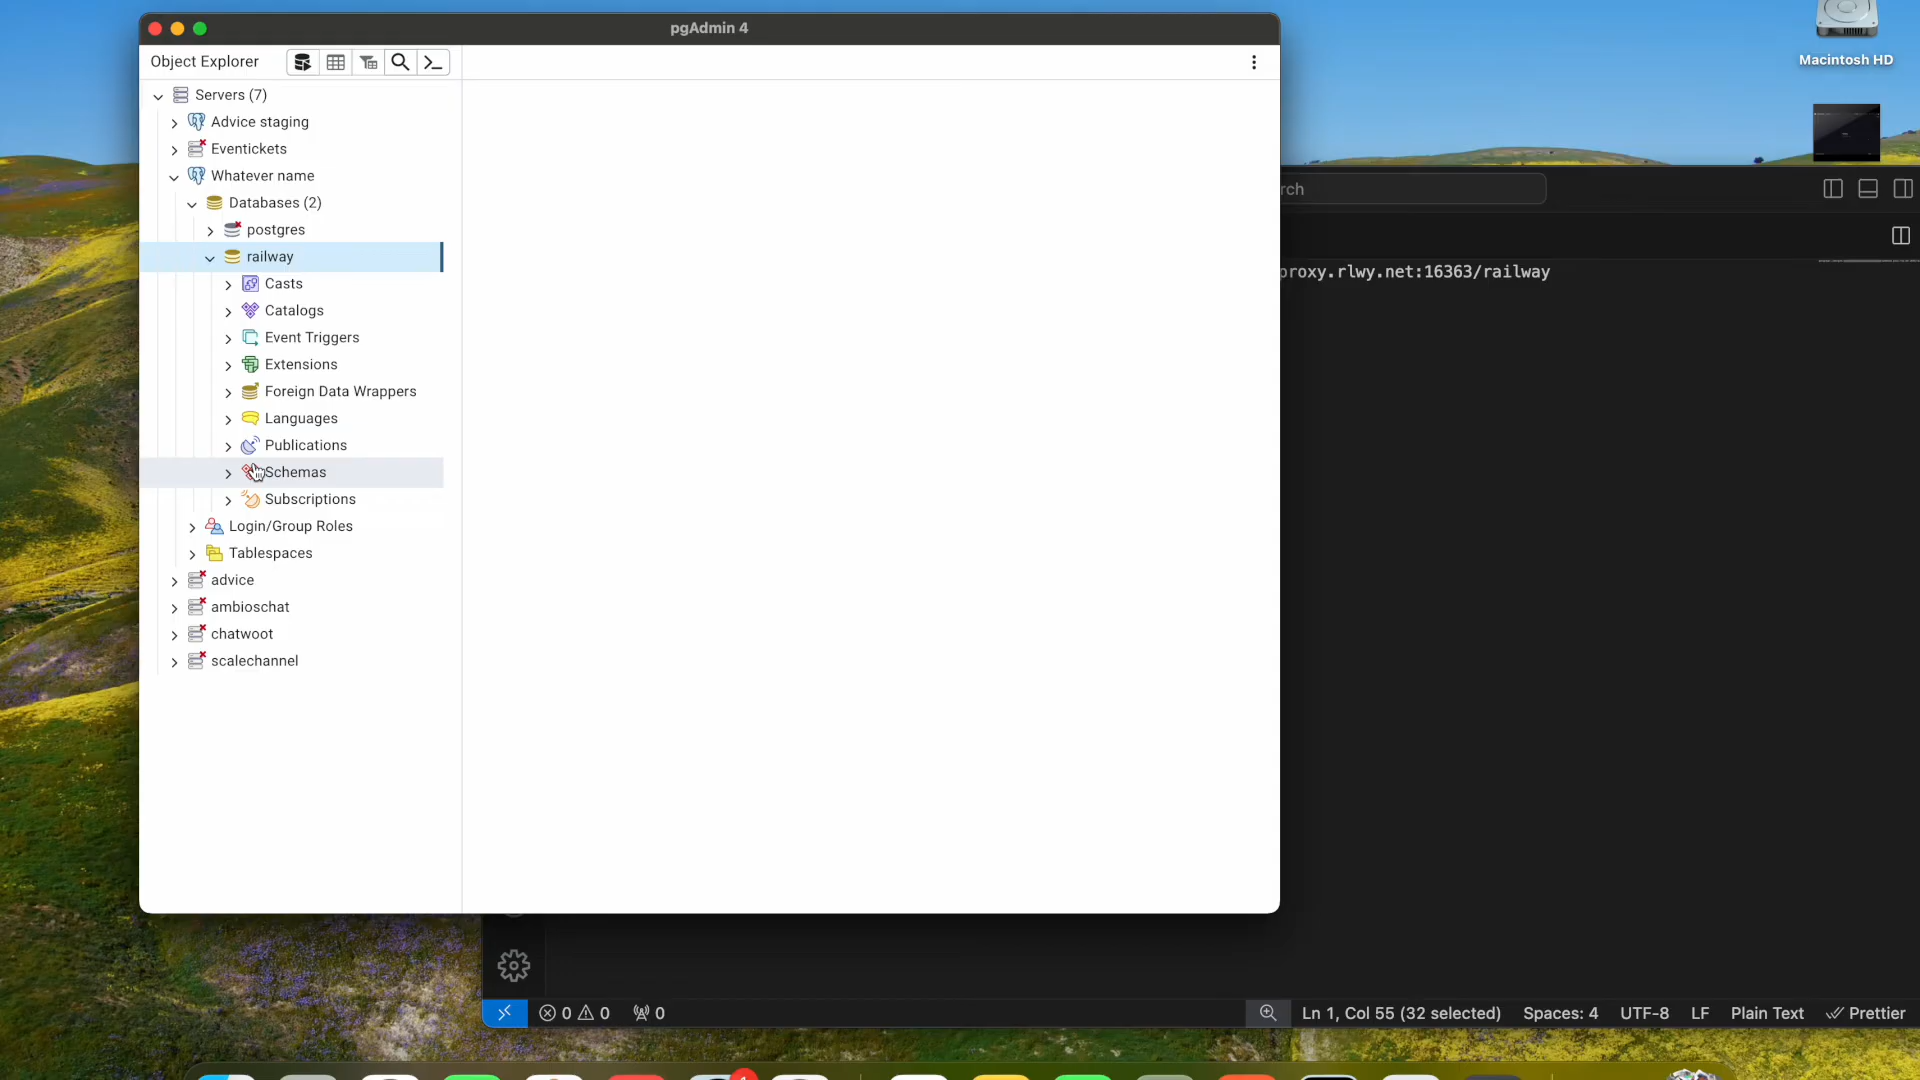 pgAdmin 4
Object Explorer
Servers (7)
Advice staging
Eventickets
Whatever name
Databases (2)
postgres
railway
Casts
Catalogs
Event Triggers
Extensions
Foreign Data Wrappers
Languages
Publications
Schemas
Subscriptions
Login/Group Roles
Tablespaces
advice
ambioschat
chatwoot
scalechannel
Macintosh HD
rch
proxy.rlwy.net:16363/railway
0 0 0
Ln 1, Col 55 (32 selected) Spaces: 4 UTF-8 LF Plain Text Prettier